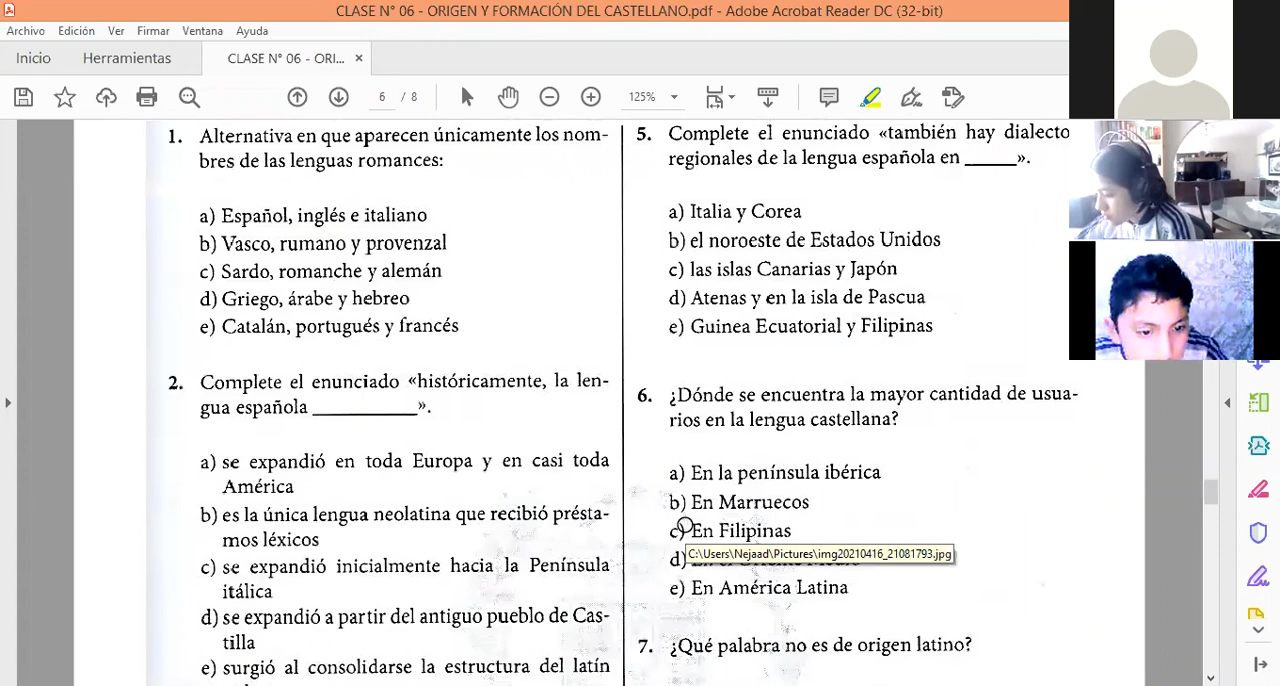 CLASE N° 06 - ORIGEN Y FORMACIÓN DEL CASTELLANO.pdf - Adobe Acrobat Reader DC (32-bit)
Archivo Edición Ver Firmar Ventana Ayuda
Inicio Herramientas CLASE N° 06 - ORI... ×
6 / 8 125%
1. Alternativa en que aparecen únicamente los nom-
bres de las lenguas romances:
a) Español, inglés e italiano
b) Vasco, rumano y provenzal
c) Sardo, romanche y alemán
d) Griego, árabe y hebreo
e) Catalán, portugués y francés
2. Complete el enunciado «históricamente, la len-
gua española __________».
a) se expandió en toda Europa y en casi toda
América
b) es la única lengua neolatina que recibió présta-
mos léxicos
c) se expandió inicialmente hacia la Península
itálica
d) se expandió a partir del antiguo pueblo de Cas-
tilla
e) surgió al consolidarse la estructura del latín
5. Complete el enunciado «también hay dialecto
regionales de la lengua española en _____».
a) Italia y Corea
b) el noroeste de Estados Unidos
c) las islas Canarias y Japón
d) Atenas y en la isla de Pascua
e) Guinea Ecuatorial y Filipinas
6. ¿Dónde se encuentra la mayor cantidad de usua-
rios en la lengua castellana?
a) En la península ibérica
b) En Marruecos
c) En Filipinas
C:\Users\Nejaad\Pictures\img20210416_21081793.jpg
d)
e) En América Latina
7. ¿Qué palabra no es de origen latino?